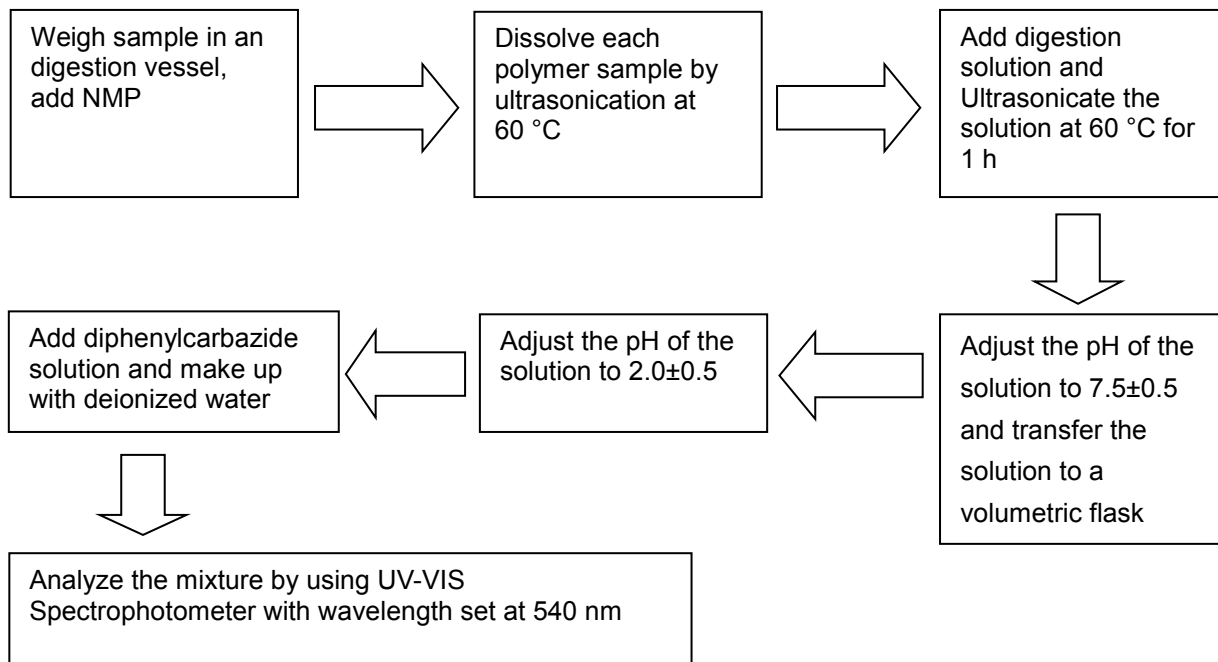 Weigh sample in an
digestion vessel,
add NMP
Dissolve each
polymer sample by
ultrasonication at
60 °C
Add digestion
solution and
Ultrasonicate the
solution at 60 °C for
1 h
Adjust the pH of the
solution to 7.5±0.5
and transfer the
solution to a
volumetric flask
Adjust the pH of the
solution to 2.0±0.5
Add diphenylcarbazide
solution and make up
with deionized water
Analyze the mixture by using UV-VIS
Spectrophotometer with wavelength set at 540 nm